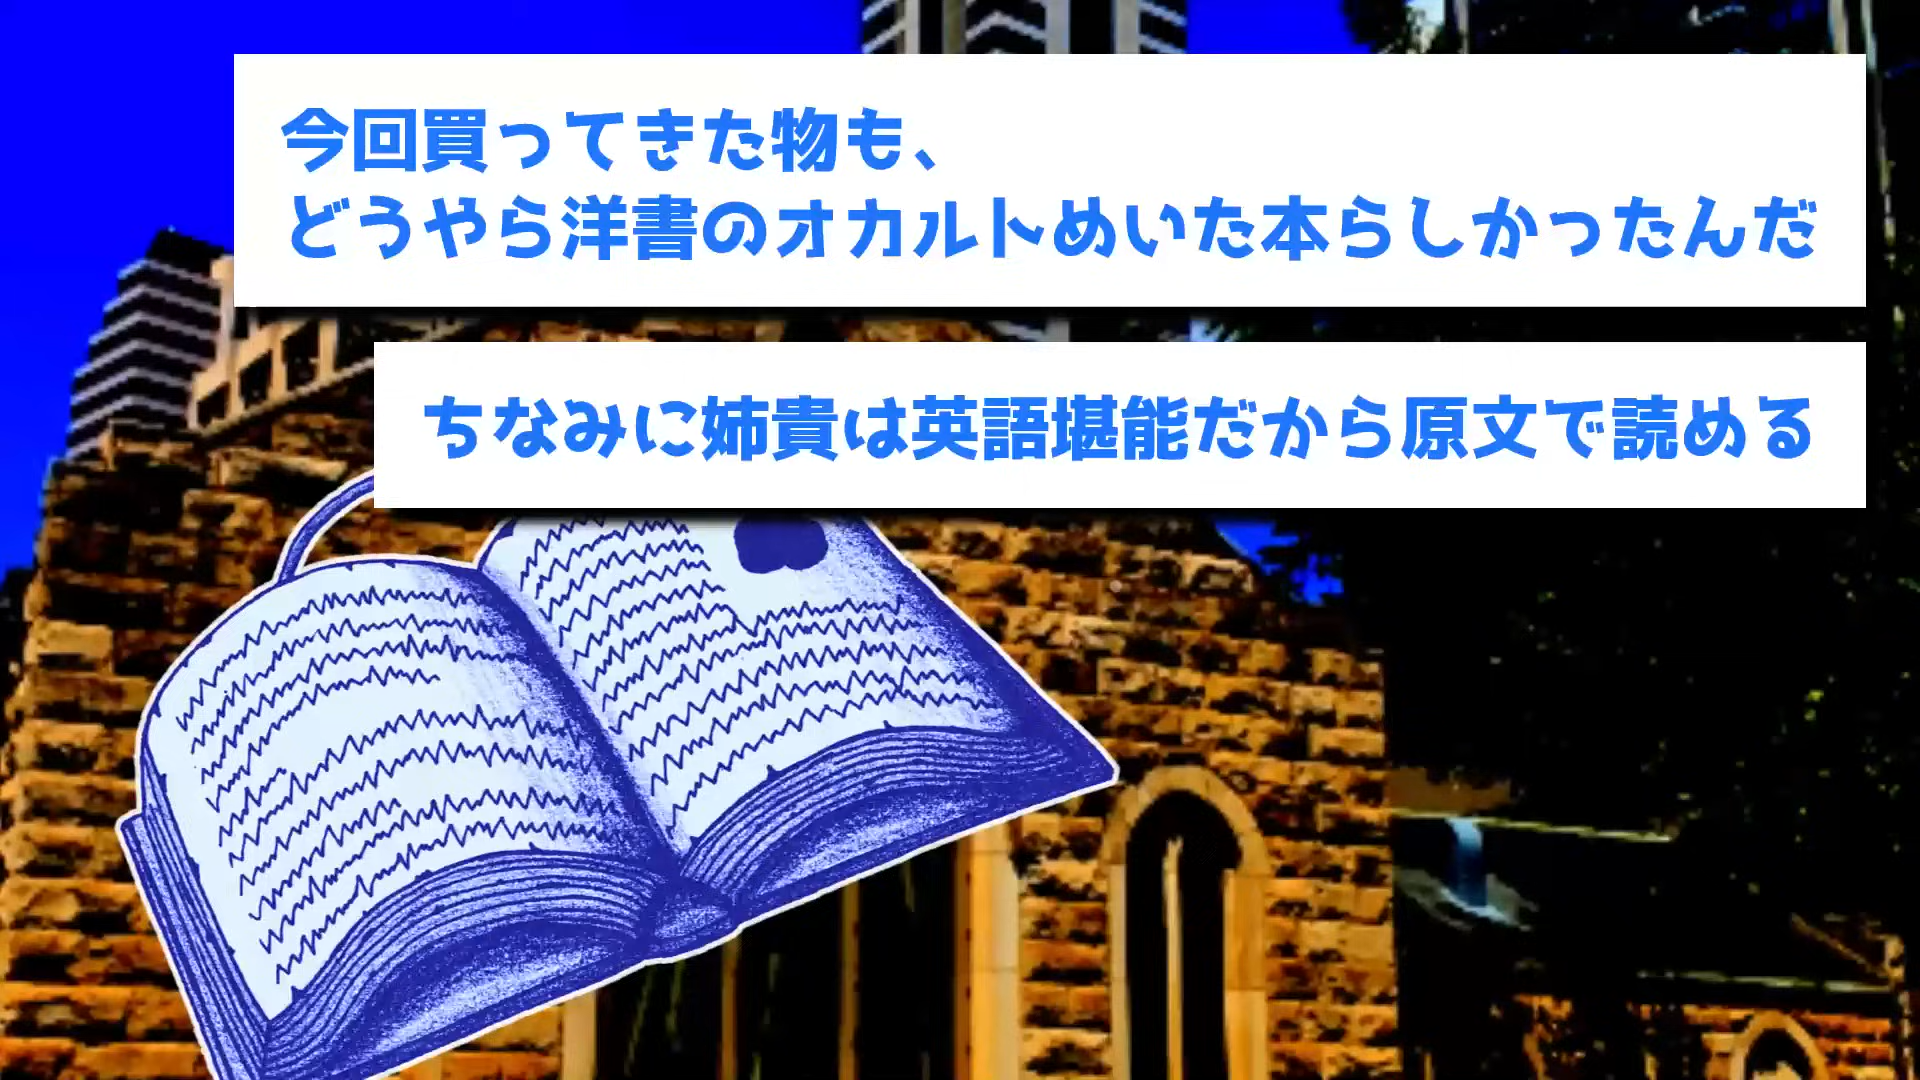 今回買ってきた物も、
どうやら洋書のオカルトめいた本らしかったんだ
ちなみに姉貴は英語堪能だから原文で読める